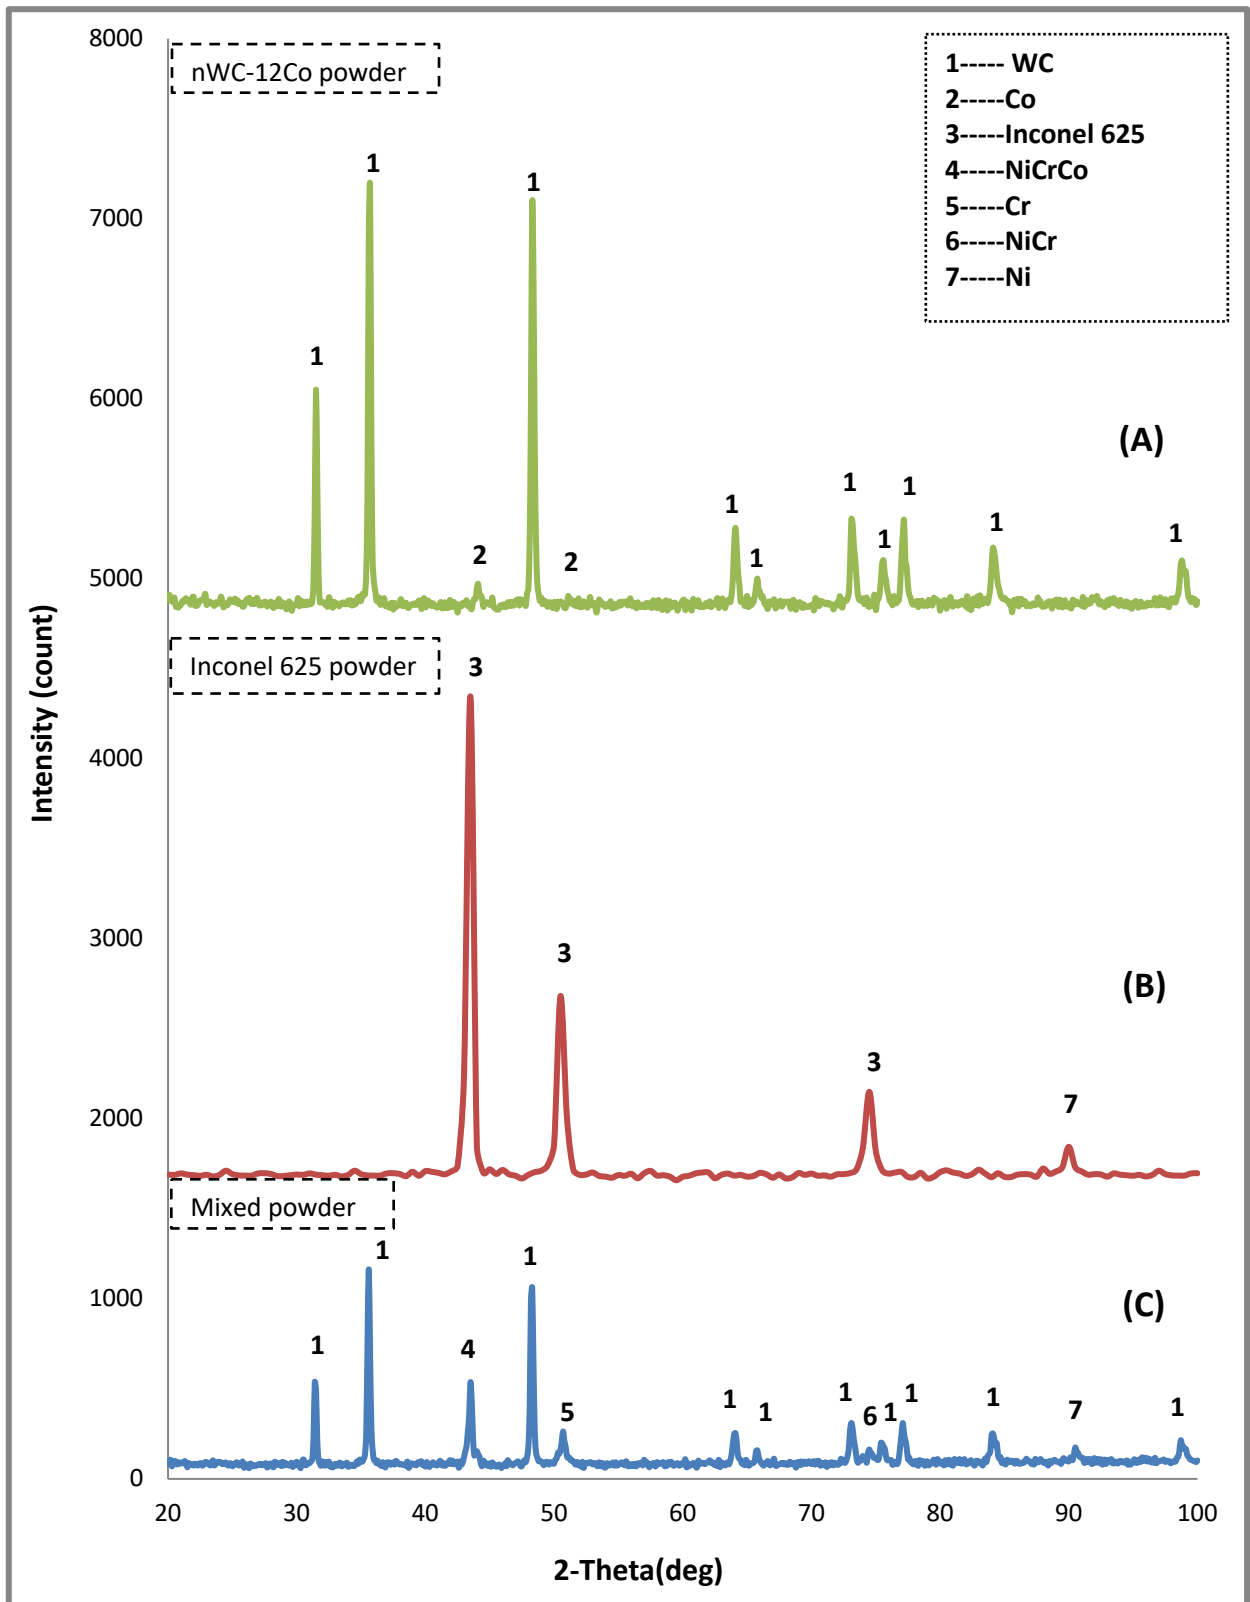 8000
nWC-12Co powder
1----- WC
2-----Co
3-----Inconel 625
4-----NiCrCo
5-----Cr
6-----NiCr
7-----Ni
1
1
7000
1
6000
(A)
1
1
1
1
1
1
1
2
2
5000
Inconel 625 powder
3
4000
Intensity (count)
3000
3
(B)
3
7
2000
Mixed powder
1
1
1000
(C)
1
4
5
1
1
1
6
1
1
1
7
1
0
20 30 40 50 60 70 80 90 100
2-Theta(deg)